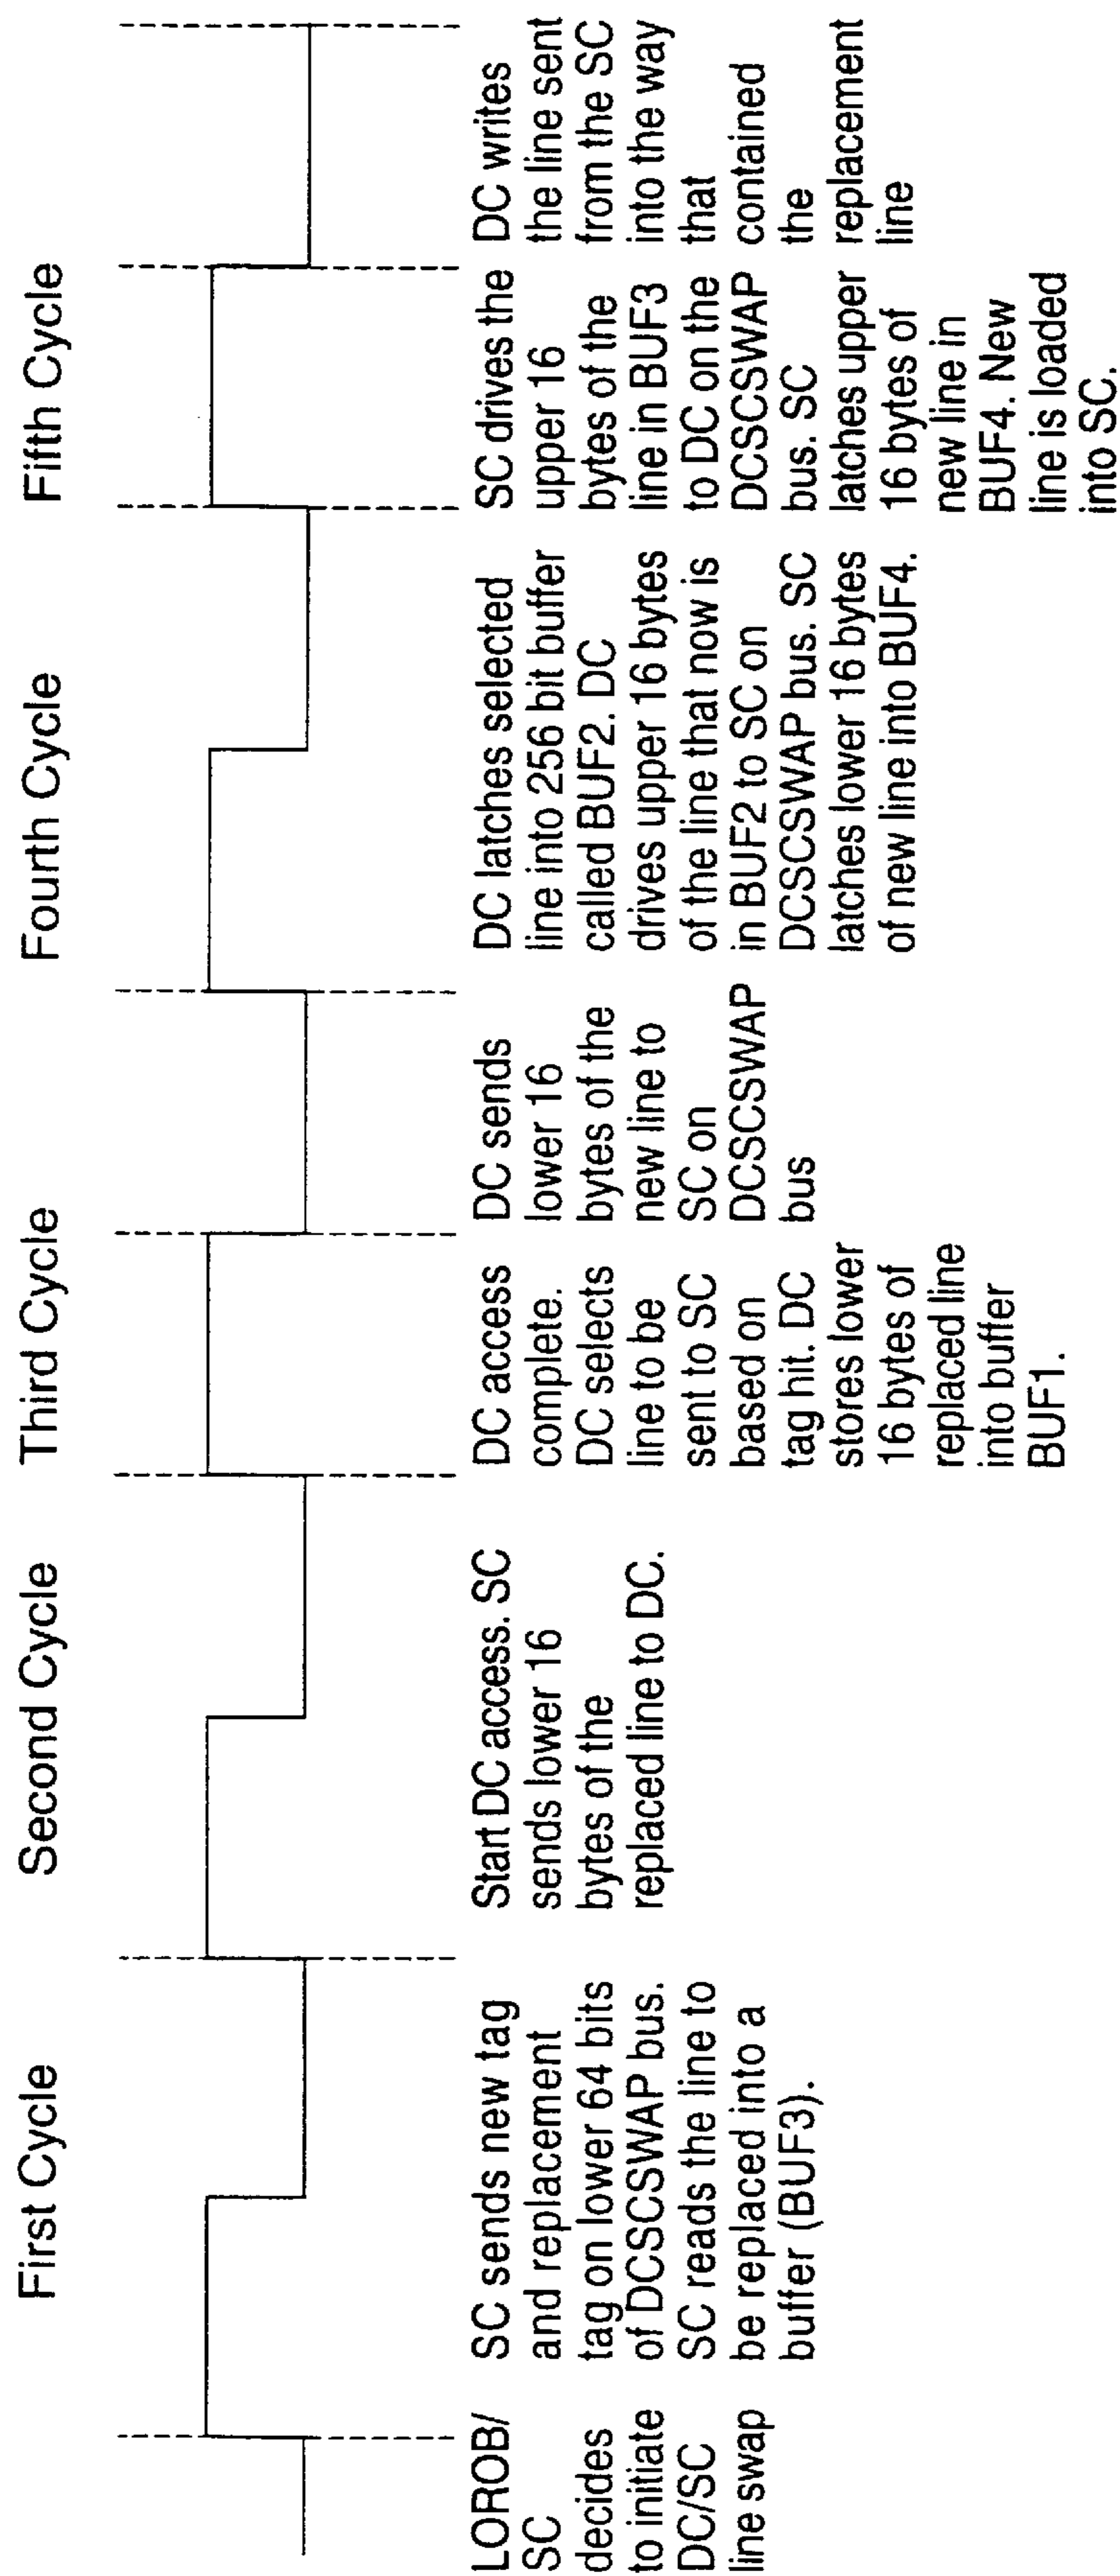 First Cycle
Second Cycle
Third Cycle
Fourth Cycle
Fifth Cycle
LOROB/
SC
decides
to initiate
DC/SC
line swap
SC sends new tag
and replacement
tag on lower 64 bits
of DCSCSWAP bus.
SC reads the line to
be replaced into a
buffer (BUF3).
Start DC access. SC
sends lower 16
bytes of the
replaced line to DC.
DC access
complete.
DC selects
line to be
sent to SC
based on
tag hit. DC
stores lower
16 bytes of
replaced line
into buffer
BUF1.
DC sends
lower 16
bytes of the
new line to
SC on
DCSCSWAP
bus
DC latches selected
line into 256 bit buffer
called BUF2. DC
drives upper 16 bytes
of the line that now is
in BUF2 to SC on
DCSCSWAP bus. SC
latches lower 16 bytes
of new line into BUF4.
SC drives the
upper 16
bytes of the
line in BUF3
to DC on the
DCSCSWAP
bus. SC
latches upper
16 bytes of
new line in
BUF4. New
line is loaded
into SC.
DC writes
the line sent
from the SC
into the way
that
contained
the
replacement
line